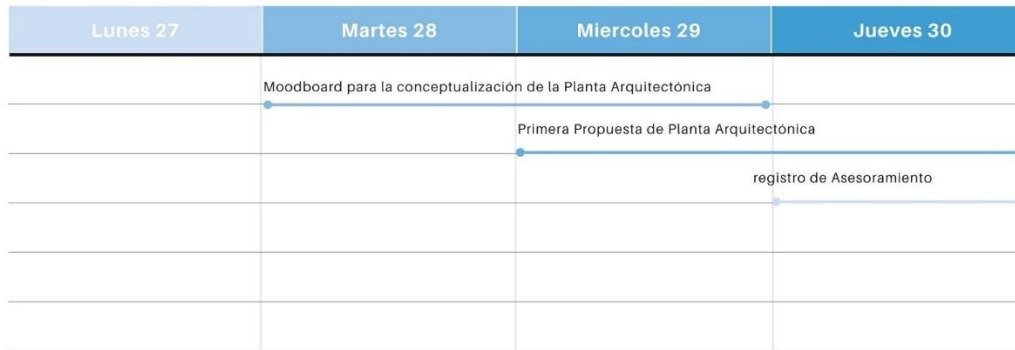 Lunes 27
Martes 28
Miercoles 29
Jueves 30
Moodboard para la conceptualización de la Planta Arquitectónica
Primera Propuesta de Planta Arquitectónica
registro de Asesoramiento